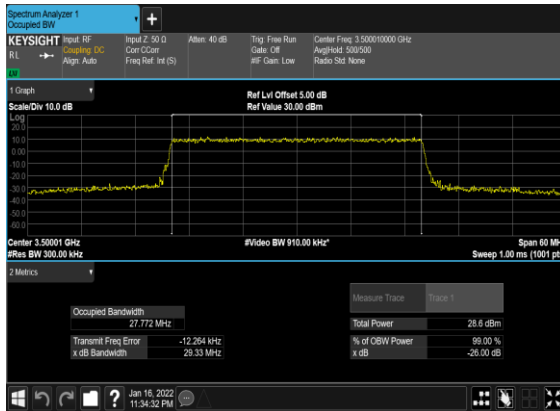 Spectrum Analyzer 1
Occupied BW
+
KEYSIGHT Input: RF Input Z: 50 Ω Atten: 40 dB Trig: Free Run Center Freq: 3.500010000 GHz
RL Coupling: DC Corr CCorr Gate: Off Avg|Hold: 500/500
Align: Auto Freq Ref: Int (S) #IF Gain: Low Radio Std: None
LW
1 Graph
Ref Lvl Offset 5.00 dB
Scale/Div 10.0 dB Ref Value 30.00 dBm
Log
20.0
10.0
0.00
-10.0
-20.0
-30.0
-40.0
-50.0
-60.0
Center 3.50001 GHz #Video BW 910.00 kHz* Span 60 MH
#Res BW 300.00 kHz Sweep 1.00 ms (1001 pt
2 Metrics
Measure Trace Trace 1
Occupied Bandwidth
27.772 MHz Total Power 28.6 dBm
Transmit Freq Error -12.264 kHz % of OBW Power 99.00 %
x dB Bandwidth 29.33 MHz x dB -26.00 dB
? Jan 16, 2022
11:34:32 PM